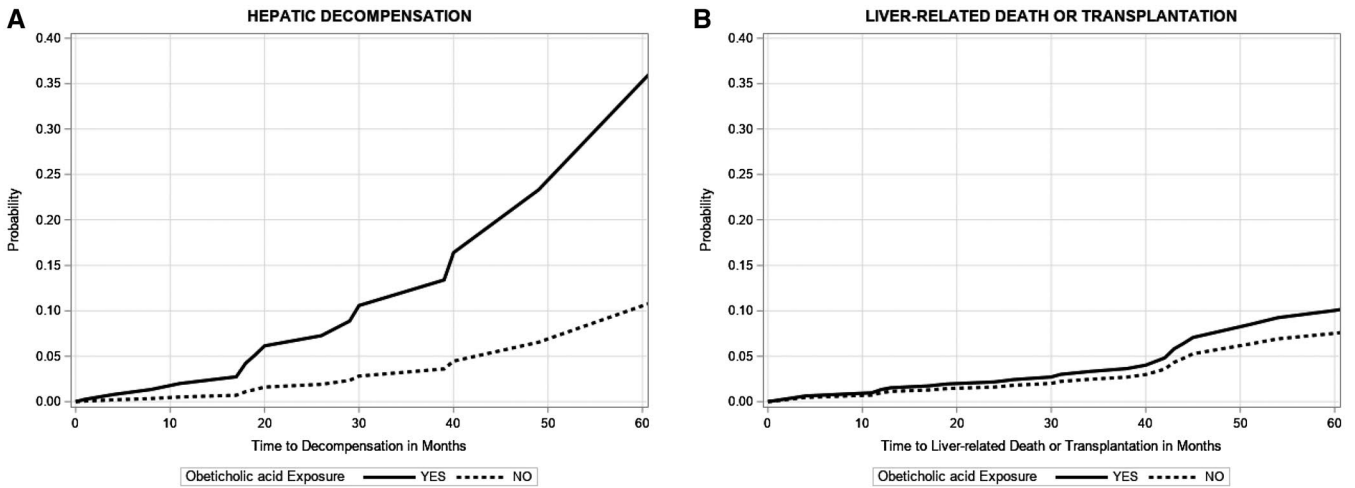 A
HEPATIC DECOMPENSATION
0.40
0.35
0.30
0.25
0.20
0.15
0.10
0.05
0.00
Probability
0 10 20 30 40 50 60
Time to Decompensation in Months
Obeticholic acid Exposure YES NO
B
LIVER-RELATED DEATH OR TRANSPLANTATION
0.40
0.35
0.30
0.25
0.20
0.15
0.10
0.05
0.00
Probability
0 10 20 30 40 50 60
Time to Liver-related Death or Transplantation in Months
Obeticholic acid Exposure YES NO